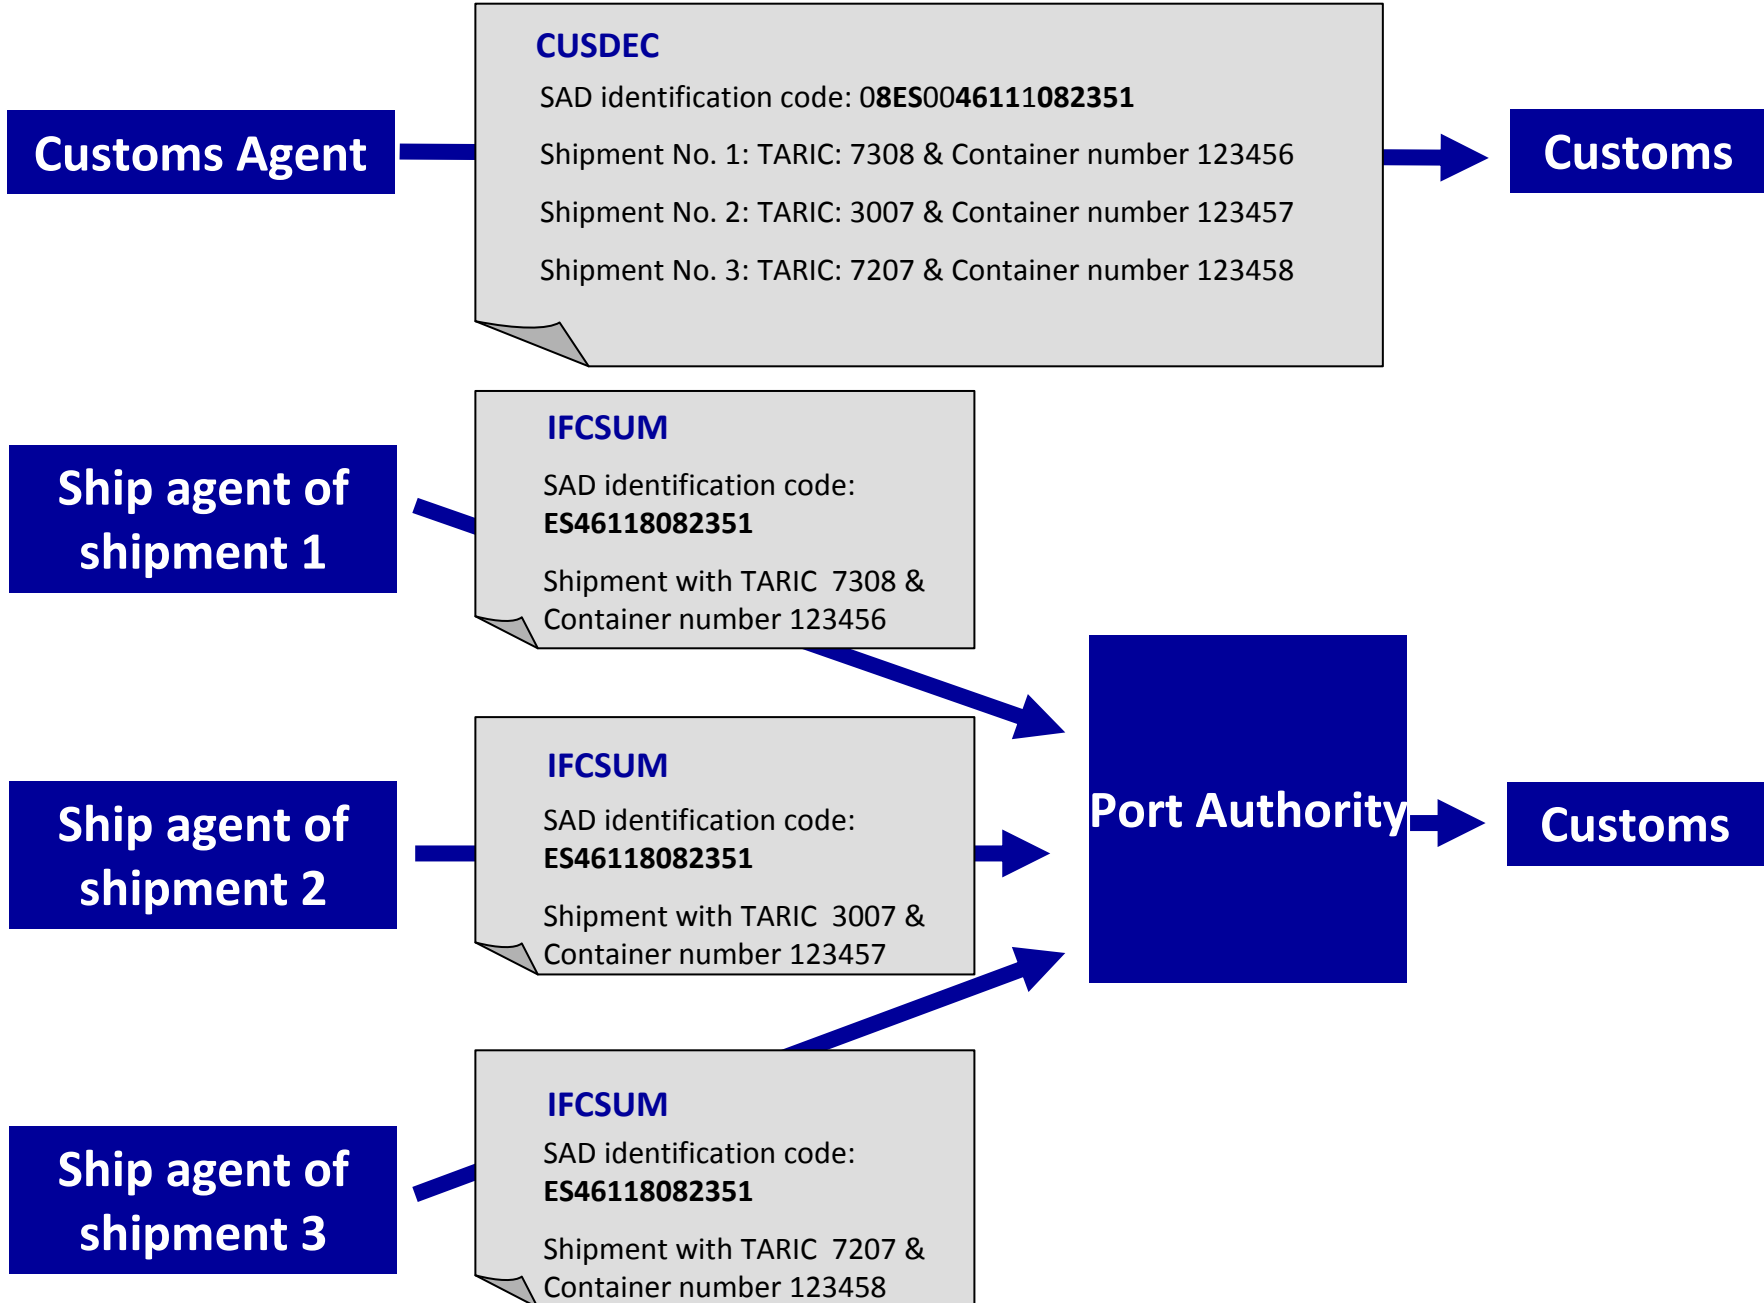 CUSDEC
SAD identification code: 08ES00461111082351
Customs Agent
Customs
Shipment No. 1: TARIC: 7308 & Container number 123456
Shipment No. 2: TARIC: 3007 & Container number 123457
Shipment No. 3: TARIC: 7207 & Container number 123458
IFCSUM
Ship agent of
shipment 1
SAD identification code:
ES46118082351
Shipment with TARIC  7308 &
Container number 123456
IFCSUM
Ship agent of
shipment 2
SAD identification code:
ES46118082351
Shipment with TARIC  3007 &
Container number 123457
Port Authority
Customs
IFCSUM
Ship agent of
shipment 3
SAD identification code:
ES46118082351
Shipment with TARIC  7207 &
Container number 123458